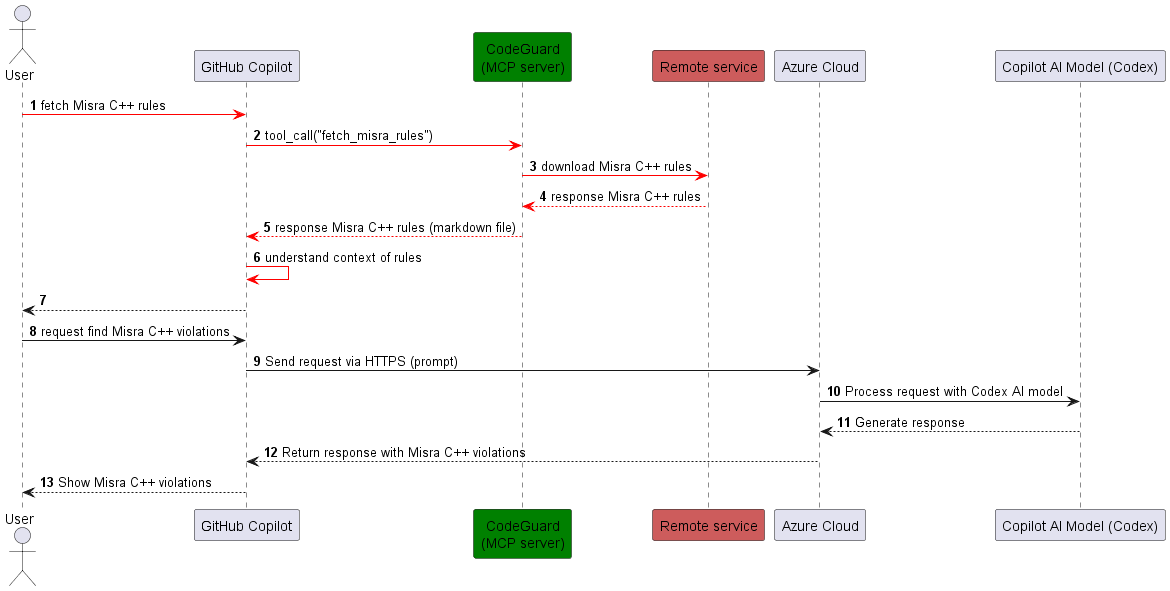 User
GitHub Copilot
CodeGuard
(MCP server)
Remote service
Azure Cloud
Copilot AI Model (Codex)
1 fetch Misra C++ rules
2 tool_call("fetch_misra_rules")
3 download Misra C++ rules
4 response Misra C++ rules
5 response Misra C++ rules (markdown file)
6 understand context of rules
7
8 request find Misra C++ violations
9 Send request via HTTPS (prompt)
10 Process request with Codex AI model
11 Generate response
12 Return response with Misra C++ violations
13 Show Misra C++ violations
User
GitHub Copilot
CodeGuard
(MCP server)
Remote service
Azure Cloud
Copilot AI Model (Codex)